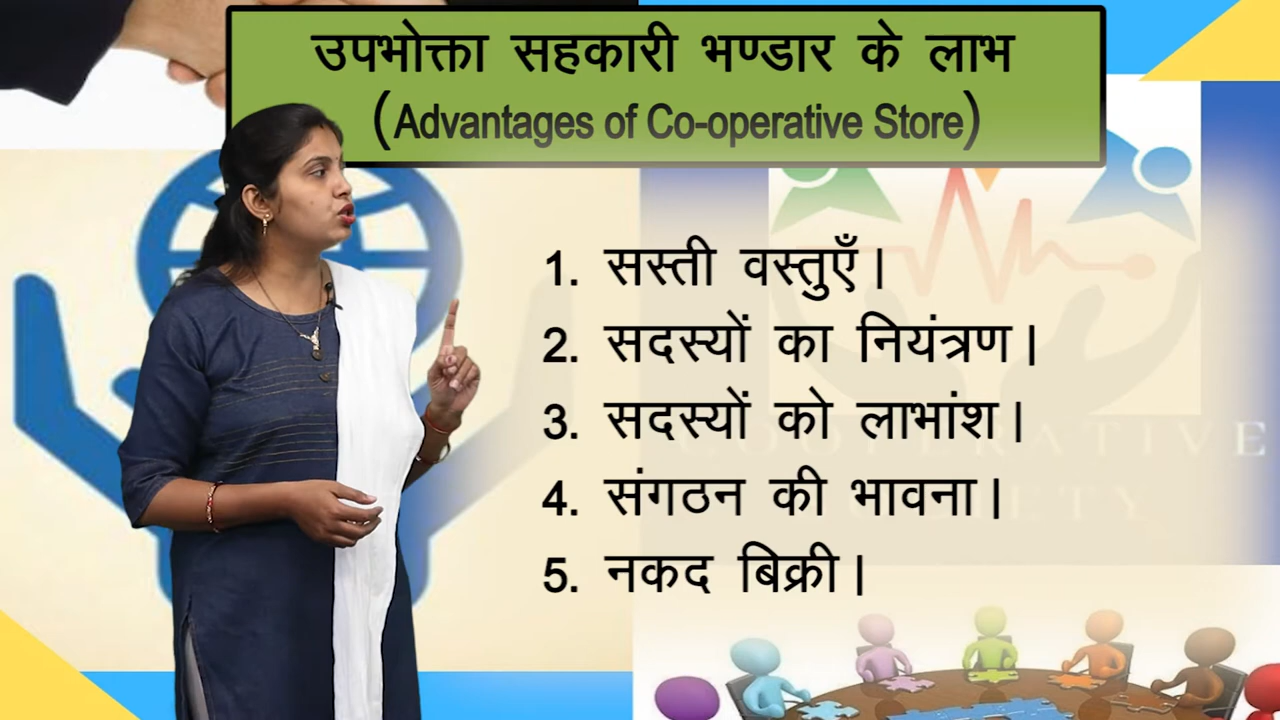 उपभोक्ता सहकारी भण्डार के लाभ
(Advantages of Co-operative Store)
1. सस्ती वस्तुएँ।
2. सदस्यों का नियंत्रण।
3. सदस्यों को लाभांश।
4. संगठन की भावना।
5. नकद बिक्री।